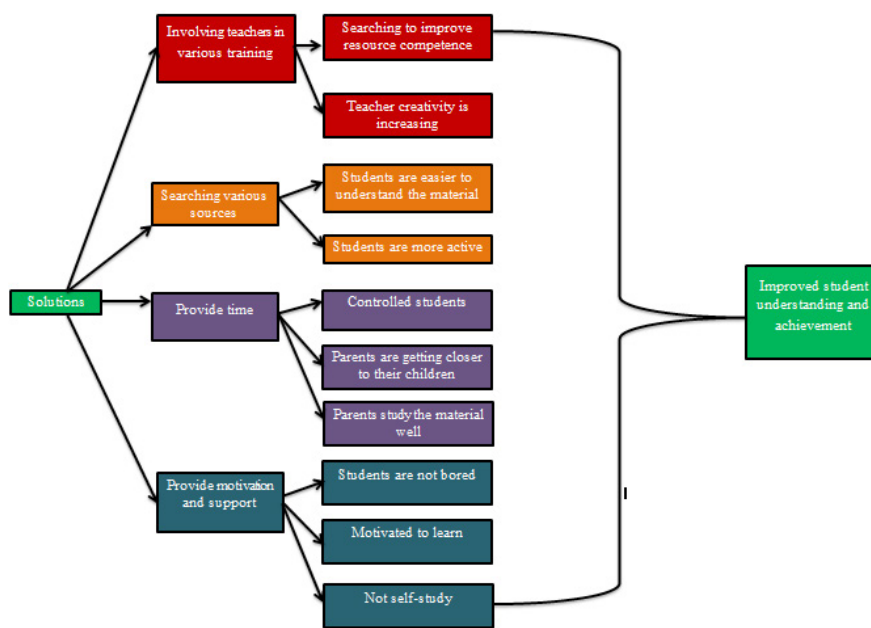 Involving teachers in
various training
Searching to improve
resource competence
Teacher creativity is
increasing
Searching various
sources
Students are easier to
understand the material
Students are more active
Solutions
Provide time
Controlled students
Parents are getting closer
to their children
Parents study the material
well
Provide motivation
and support
Students are not bored
Motivated to learn
Not self-study
Improved student
understanding and
achievement